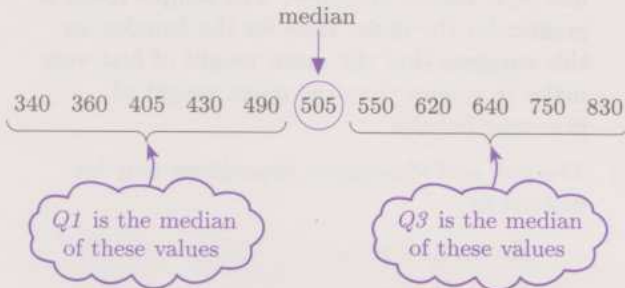 median
340 360 405 430 490 505 550 620 640 750 830
Q1 is the median
of these values
Q3 is the median
of these values